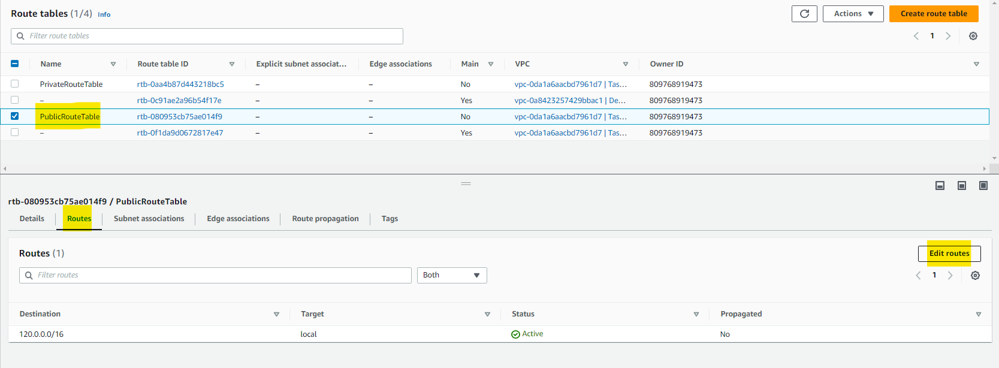 Route tables (1/4) Info
Actions
Create route table
Filter route tables
1
Name Route table ID Explicit subnet associat... Edge associations Main VPC Owner ID
PrivateRouteTable rtb-0aa4b87d443218bc5 – – No vpc-0da1a6aacbd7961d7 | Tas... 809768919473
– rtb-0c91ae2a96b54f17e – – Yes vpc-0a8423257429bbac1 | De... 809768919473
PublicRouteTable rtb-080953cb75ae014f9 – – No vpc-0da1a6aacbd7961d7 | Tas... 809768919473
– rtb-0f1da9d0672817e47 – – Yes vpc-0da1a6aacbd7961d7 | Tas... 809768919473
rtb-080953cb75ae014f9 / PublicRouteTable
Details Routes Subnet associations Edge associations Route propagation Tags
Routes (1)
Edit routes
Filter routes
Both
1
Destination Target Status Propagated
120.0.0.0/16 local Active No